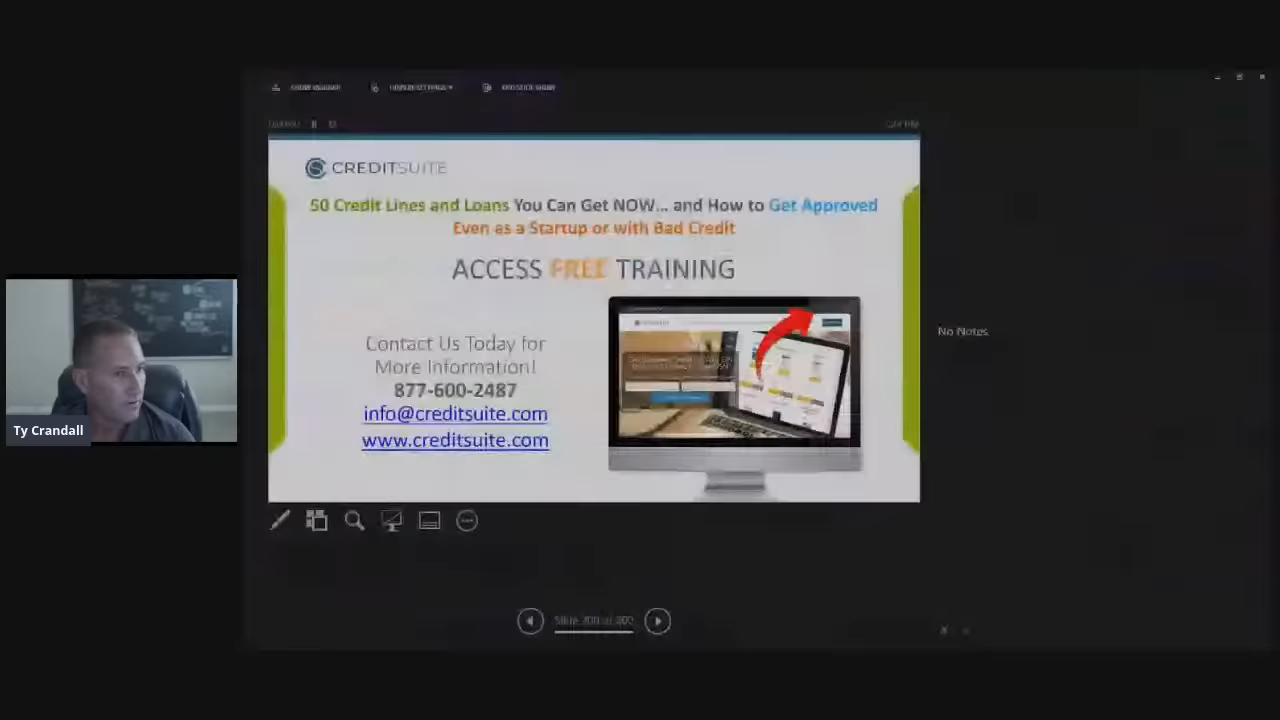 CREDITSUITE
50 Credit Lines and Loans You Can Get NOW... and How to Get Approved
Even as a Startup or with Bad Credit
ACCESS FREE TRAINING
Contact Us Today for
More Information!
877-600-2487
info@creditsuite.com
www.creditsuite.com
No Notes.
Ty Crandall